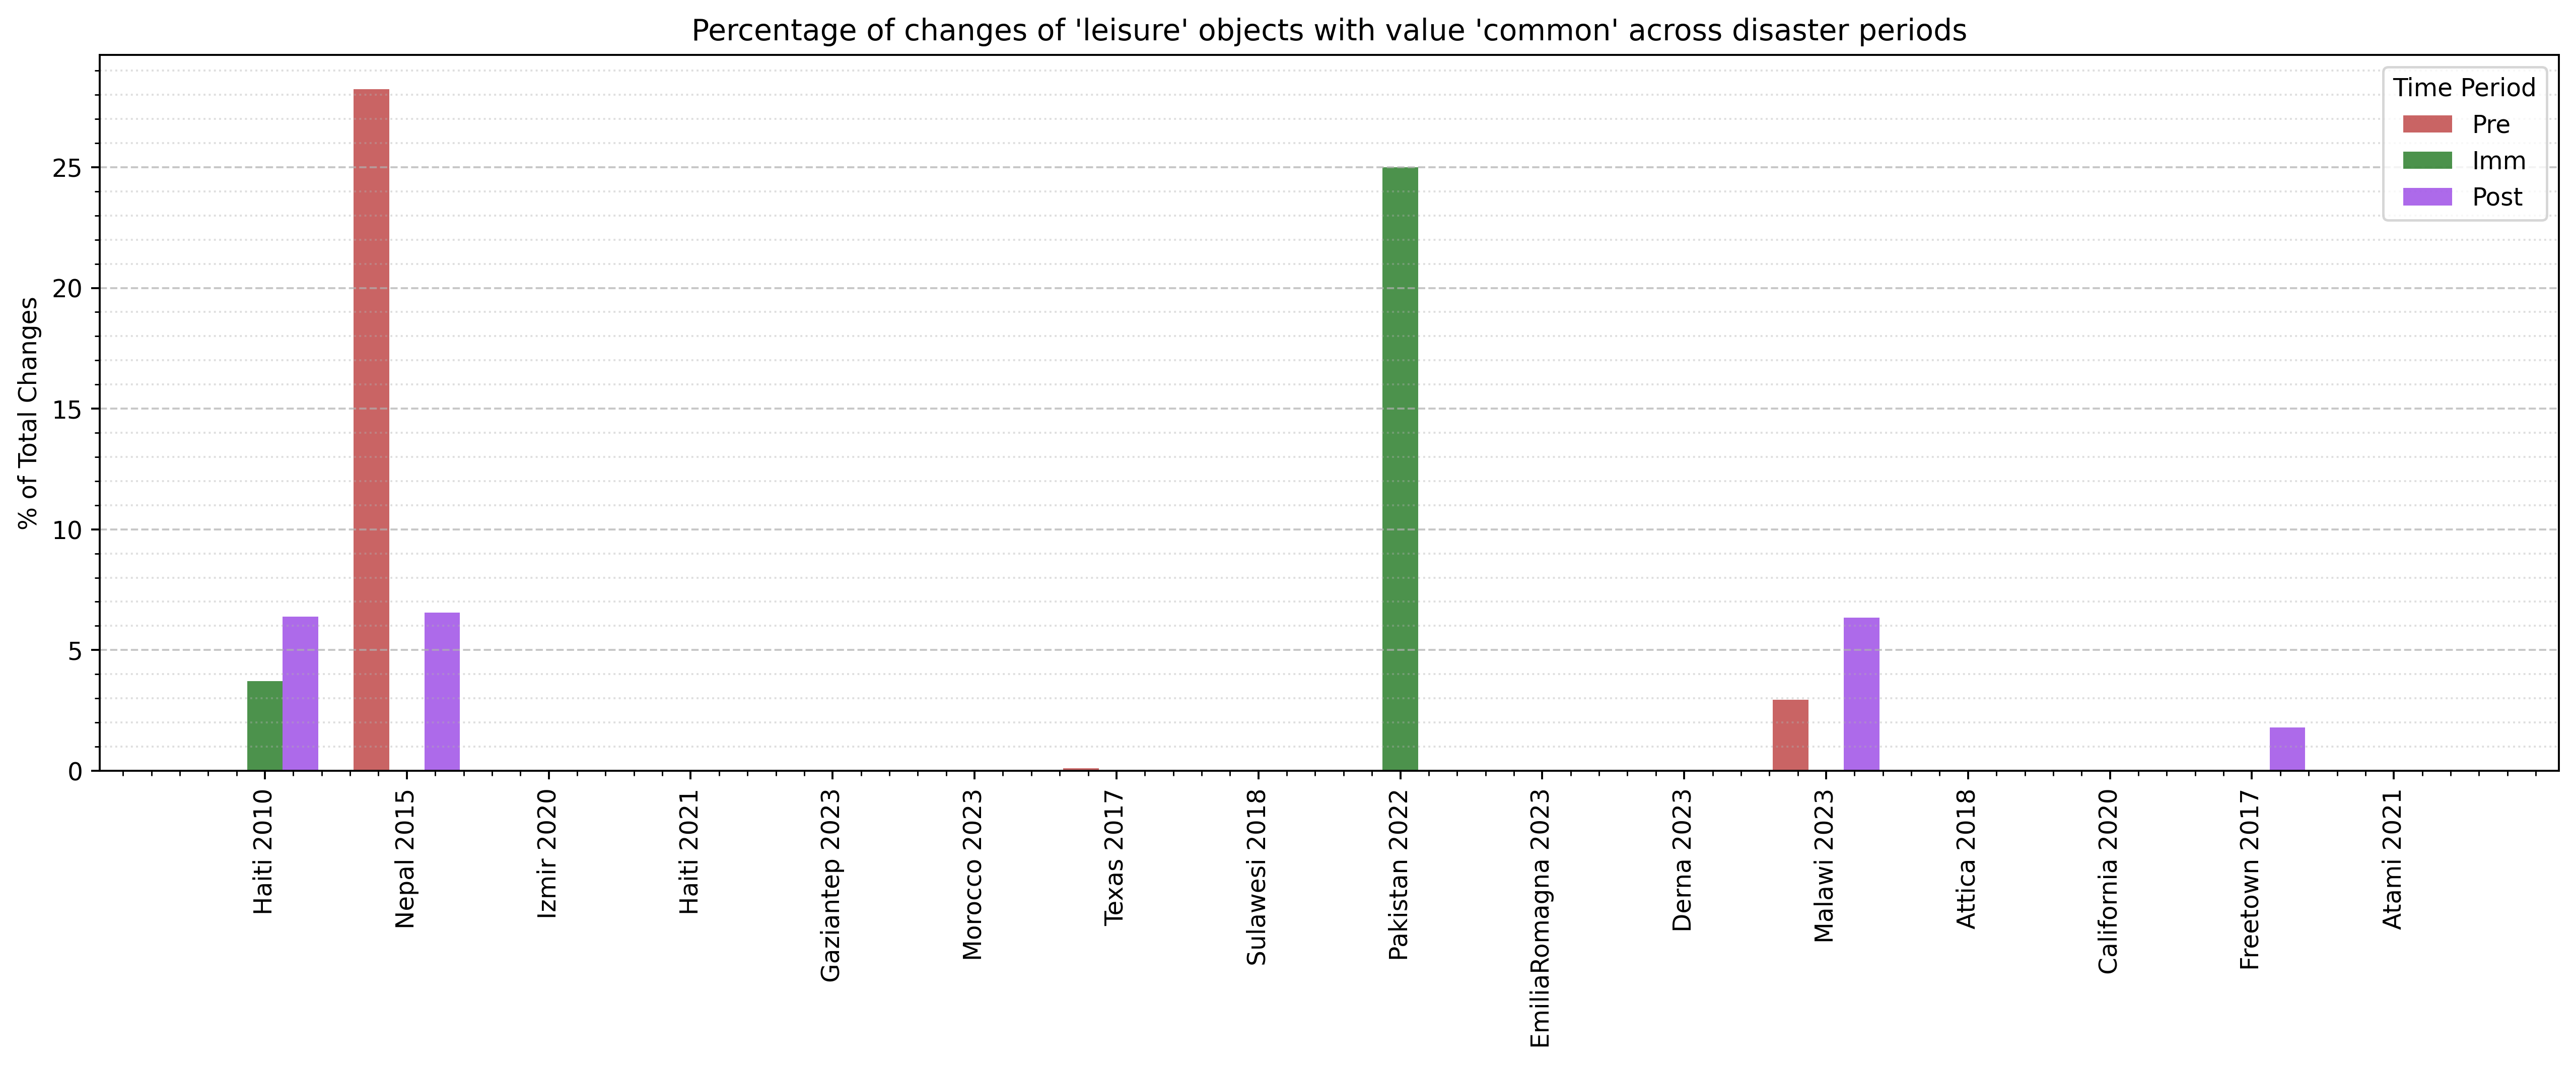 Percentage of changes of 'leisure' objects with value 'common' across disaster periods
Time Period
Pre
Imm
Post
% of Total Changes
25
20
15
10
5
0
Haiti 2010
Nepal 2015
Izmir 2020
Haiti 2021
Gaziantep 2023
Morocco 2023
Texas 2017
Sulawesi 2018
Pakistan 2022
EmiliaRomagna 2023
Derna 2023
Malawi 2023
Attica 2018
California 2020
Freetown 2017
Atami 2021